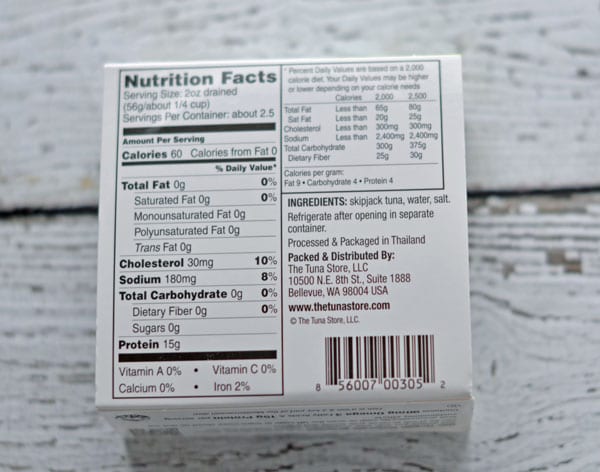 Nutrition Facts
Serving Size: 2oz drained
(56g/about 1/4 cup)
Servings Per Container: about 2.5
Amount Per Serving
Calories 60 Calories from Fat 0
% Daily Value*
Total Fat 0g 0%
Saturated Fat 0g 0%
Monounsaturated Fat 0g
Polyunsaturated Fat 0g
Trans Fat 0g
Cholesterol 30mg 10%
Sodium 180mg 8%
Total Carbohydrate 0g 0%
Dietary Fiber 0g 0%
Sugars 0g
Protein 15g
Vitamin A 0% • Vitamin C 0%
Calcium 0% • Iron 2%
* Percent Daily Values are based on a 2,000
calorie diet. Your Daily Values may be higher
or lower depending on your calorie needs
Calories 2,000 2,500
Total Fat Less than 65g 80g
Sat Fat Less than 20g 25g
Cholesterol Less than 300mg 300mg
Sodium Less than 2,400mg 2,400mg
Total Carbohydrate 300g 375g
Dietary Fiber 25g 30g
Calories per gram:
Fat 9 • Carbohydrate 4 • Protein 4
INGREDIENTS: skipjack tuna, water, salt.
Refrigerate after opening in separate
container.
Processed & Packaged in Thailand
Packed & Distributed By:
The Tuna Store, LLC
10500 N.E. 8th St., Suite 1888
Bellevue, WA 98004 USA
www.thetunastore.com
© The Tuna Store, LLC.
8 56007 00305 2